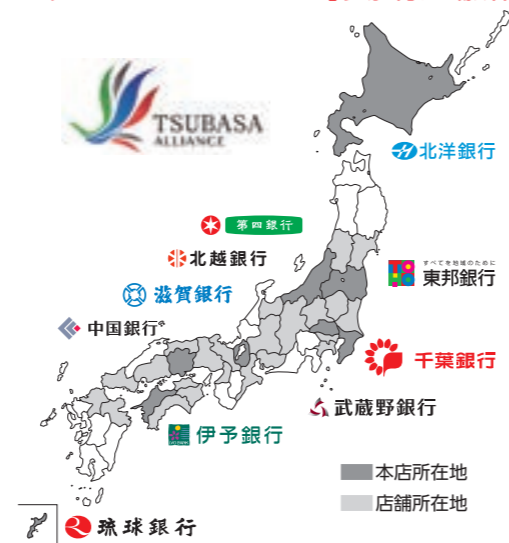 TSUBASA
ALLIANCE
北洋銀行
第四銀行
北越銀行
すべてを地域のために
東邦銀行
滋賀銀行
中国銀行*
千葉銀行
武蔵野銀行
伊予銀行
本店所在地
店舗所在地
琉球銀行